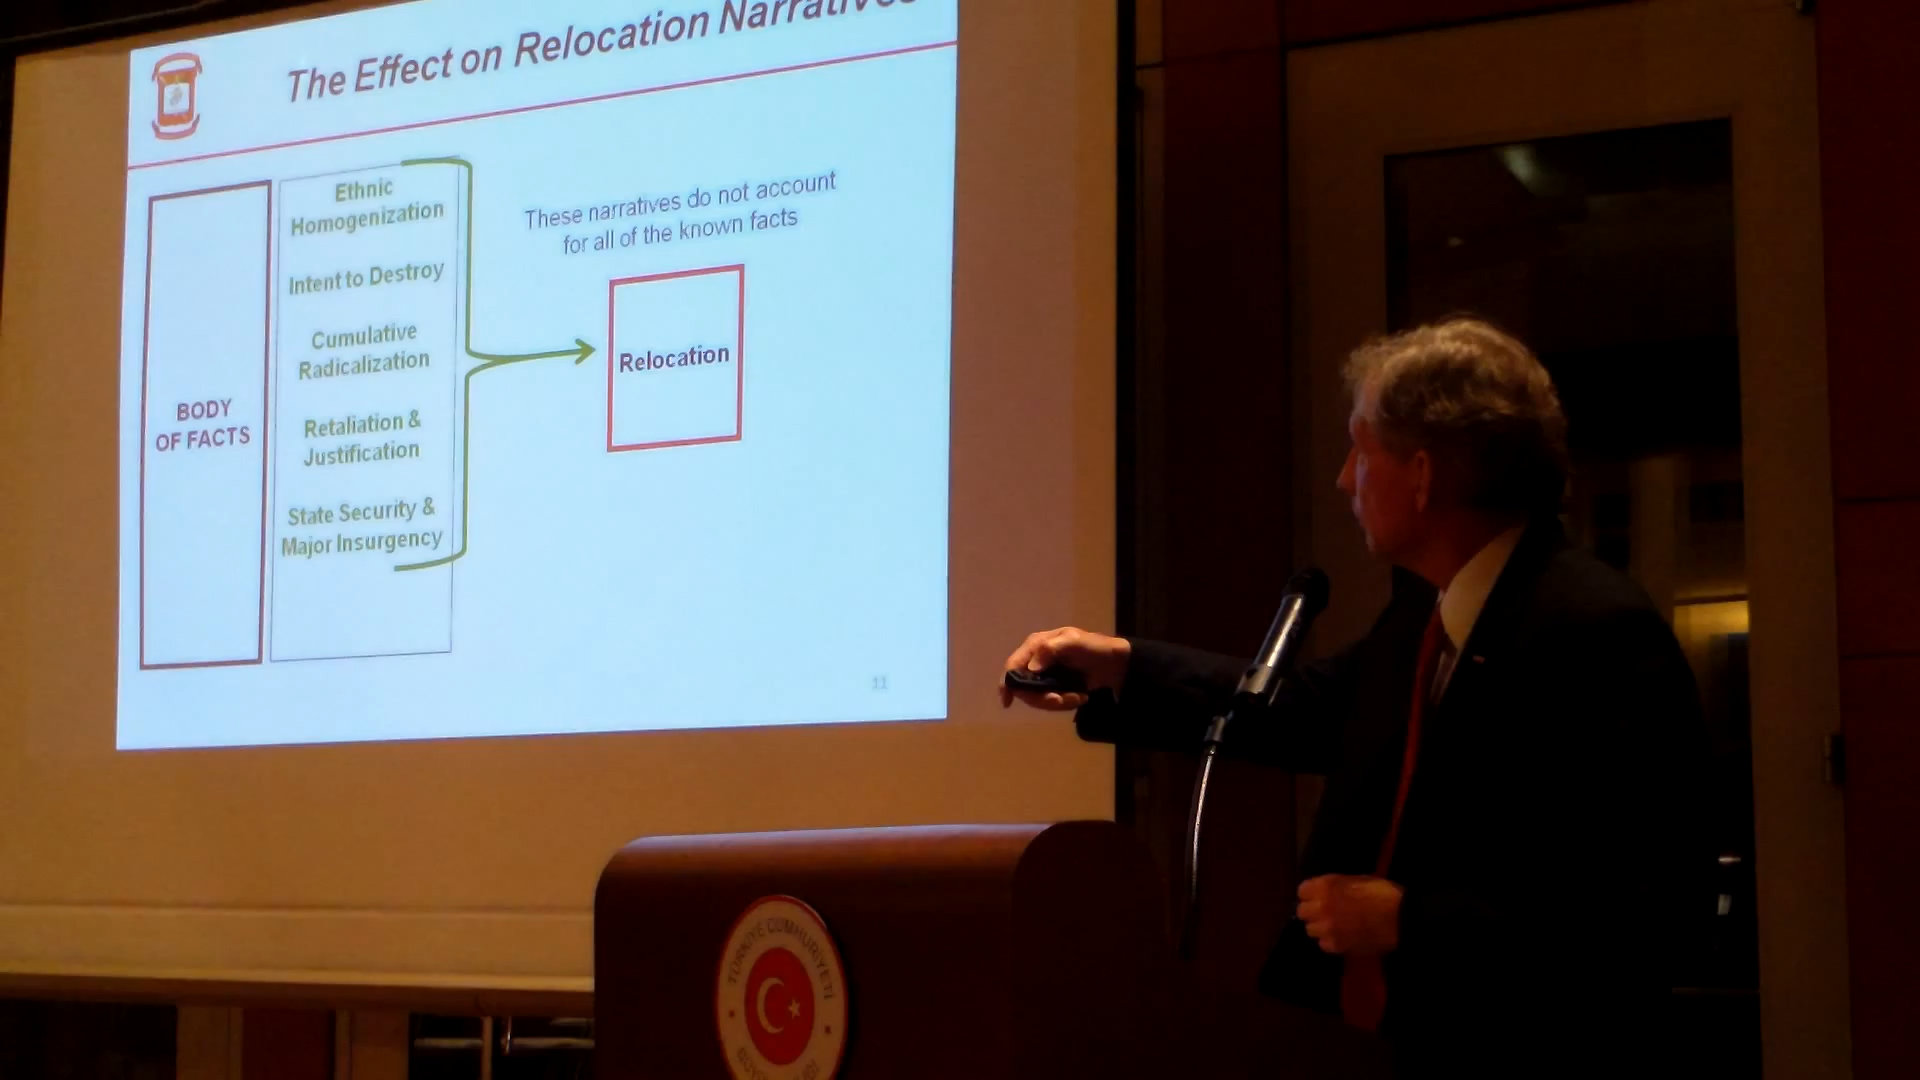 The Effect on Relocation Narratives
BODY
OF FACTS
Ethnic
Homogenization
Intent to Destroy
Cumulative
Radicalization
Retaliation &
Justification
State Security &
Major Insurgency
These narratives do not account
for all of the known facts
Relocation
11
TÜRKİYE CUMHURİYETİ